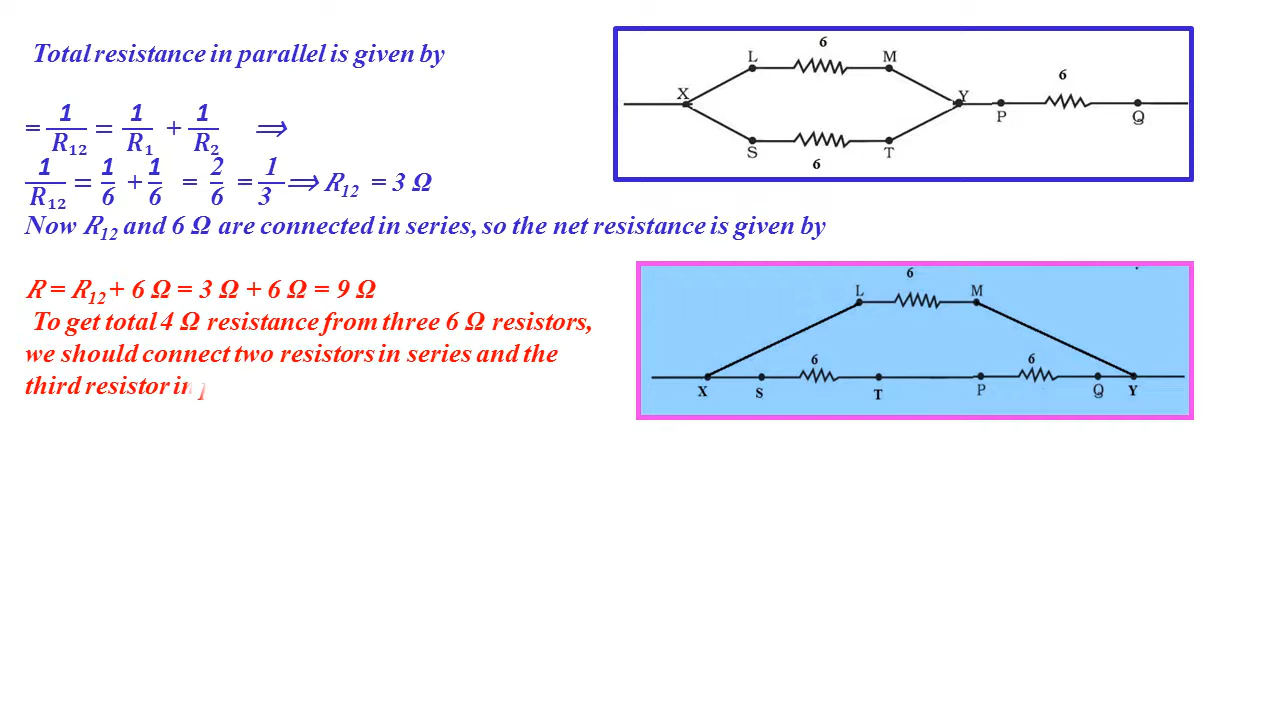 Total resistance in parallel is given by
= 1/R₁₂ = 1/R₁ + 1/R₂ ⟹
1/R₁₂ = 1/6 + 1/6 = 2/6 = 1/3 ⟹ R₁₂ = 3 Ω
Now R₁₂ and 6 Ω are connected in series, so the net resistance is given by
R = R₁₂ + 6 Ω = 3 Ω + 6 Ω = 9 Ω
To get total 4 Ω resistance from three 6 Ω resistors,
we should connect two resistors in series and the
third resistor in
6
L M
6
X Y
P Q
S T
6
6
L M
6 6
X S T P Q Y